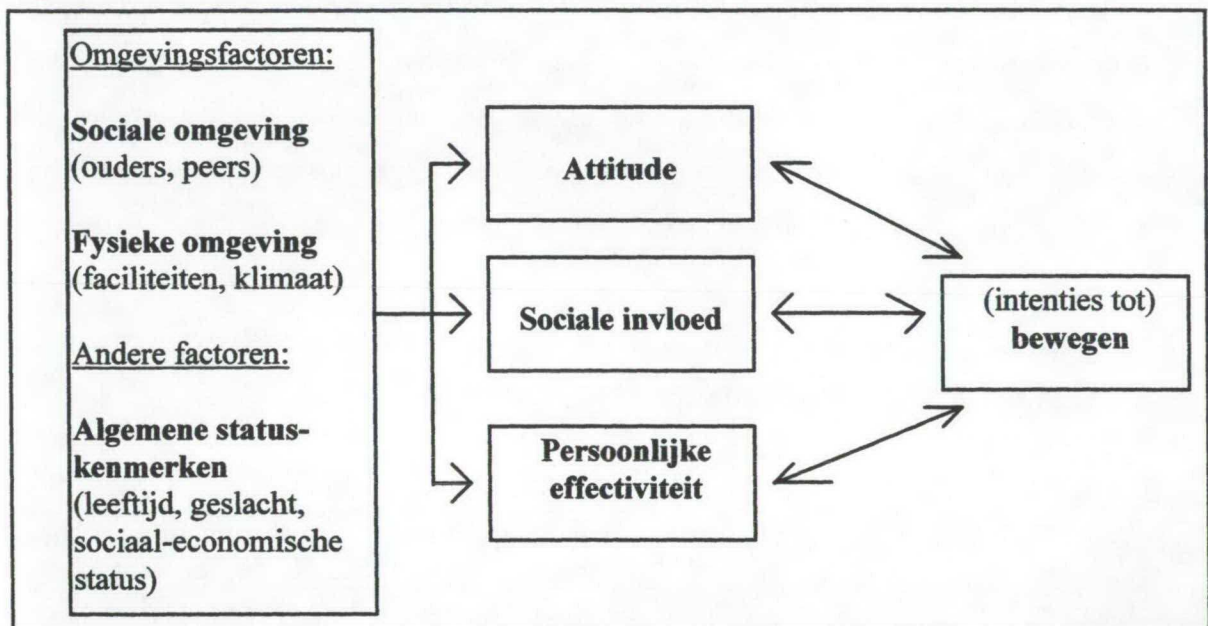 Omgevingsfactoren:
Sociale omgeving
(ouders, peers)
Fysieke omgeving
(faciliteiten, klimaat)
Andere factoren:
Algemene status-
kenmerken
(leeftijd, geslacht,
sociaal-economische
status)
Attitude
Sociale invloed
Persoonlijke
effectiviteit
(intenties tot)
bewegen